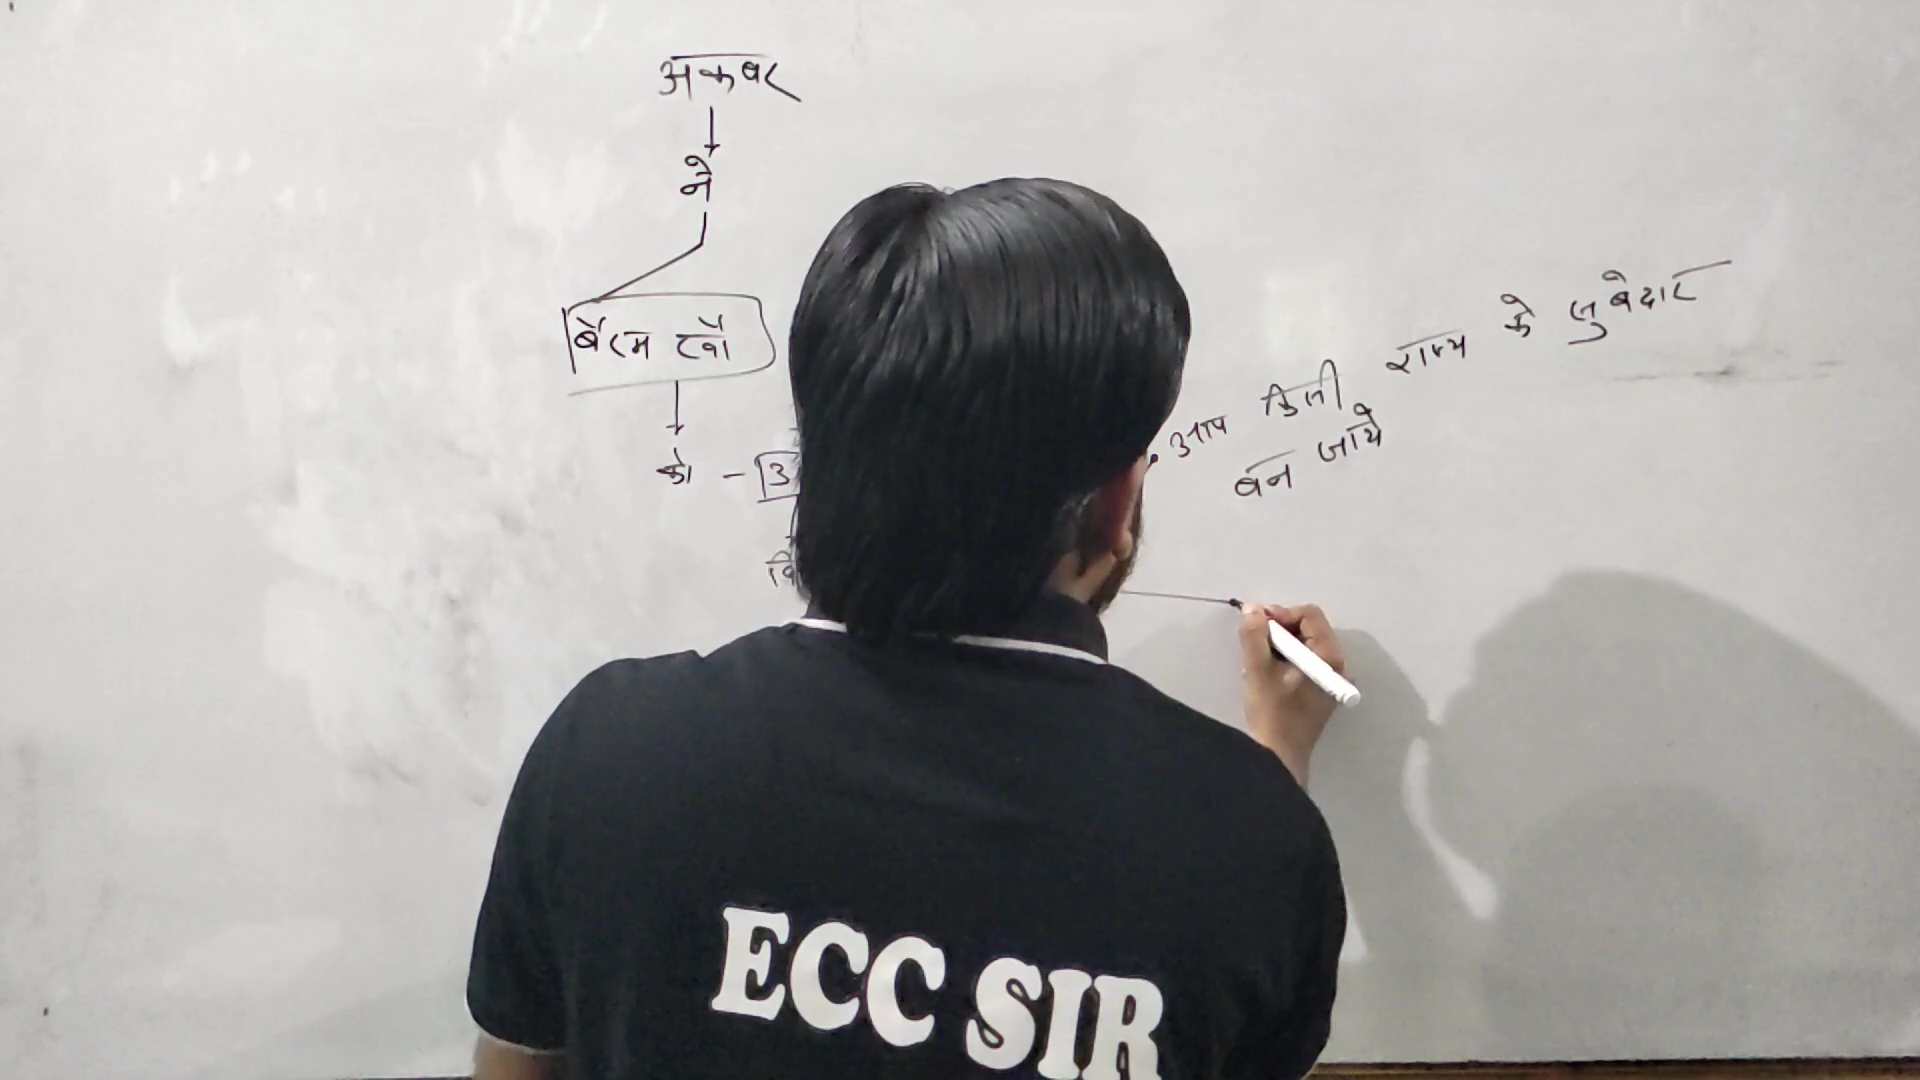 अकबर
ने
बैरम खाँ
को -
आप किसी राज्य के सुबेदार
बन जाये
ECC SIR